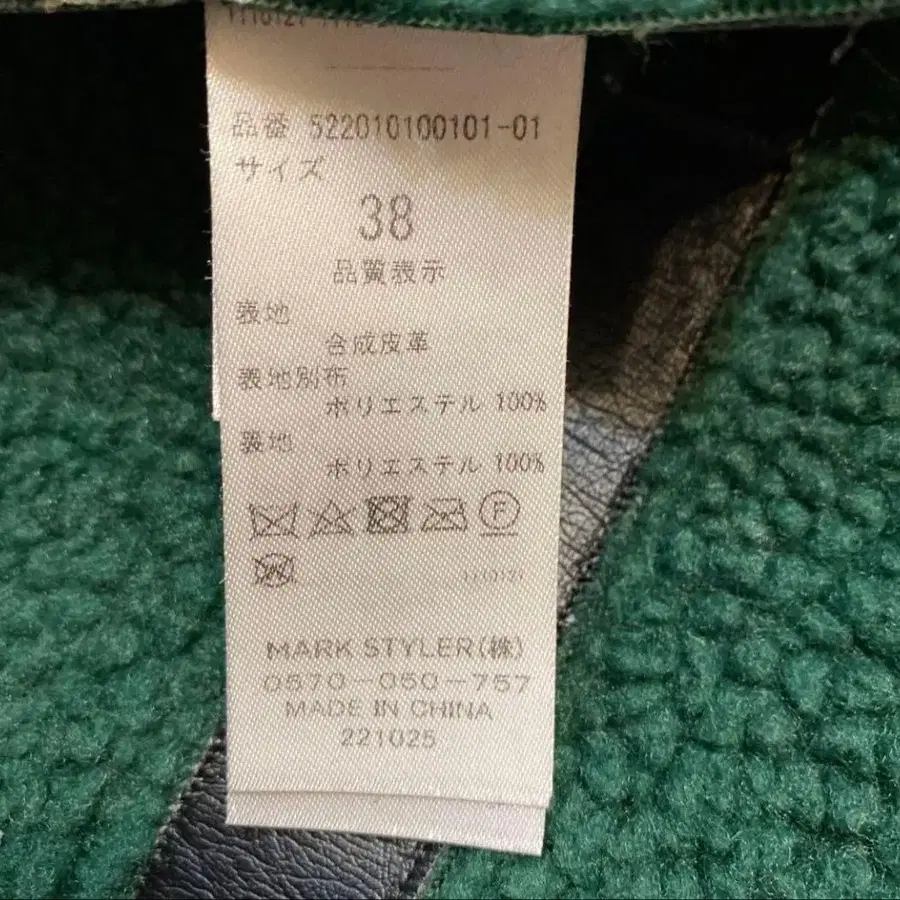 品番 522010100101-01
サイズ
38
品質表示
表地
合成皮革
表地別布
ポリエステル 100%
裏地
ポリエステル 100%
F
W
1110121
MARK STYLER(株)
0570-050-757
MADE IN CHINA
221025